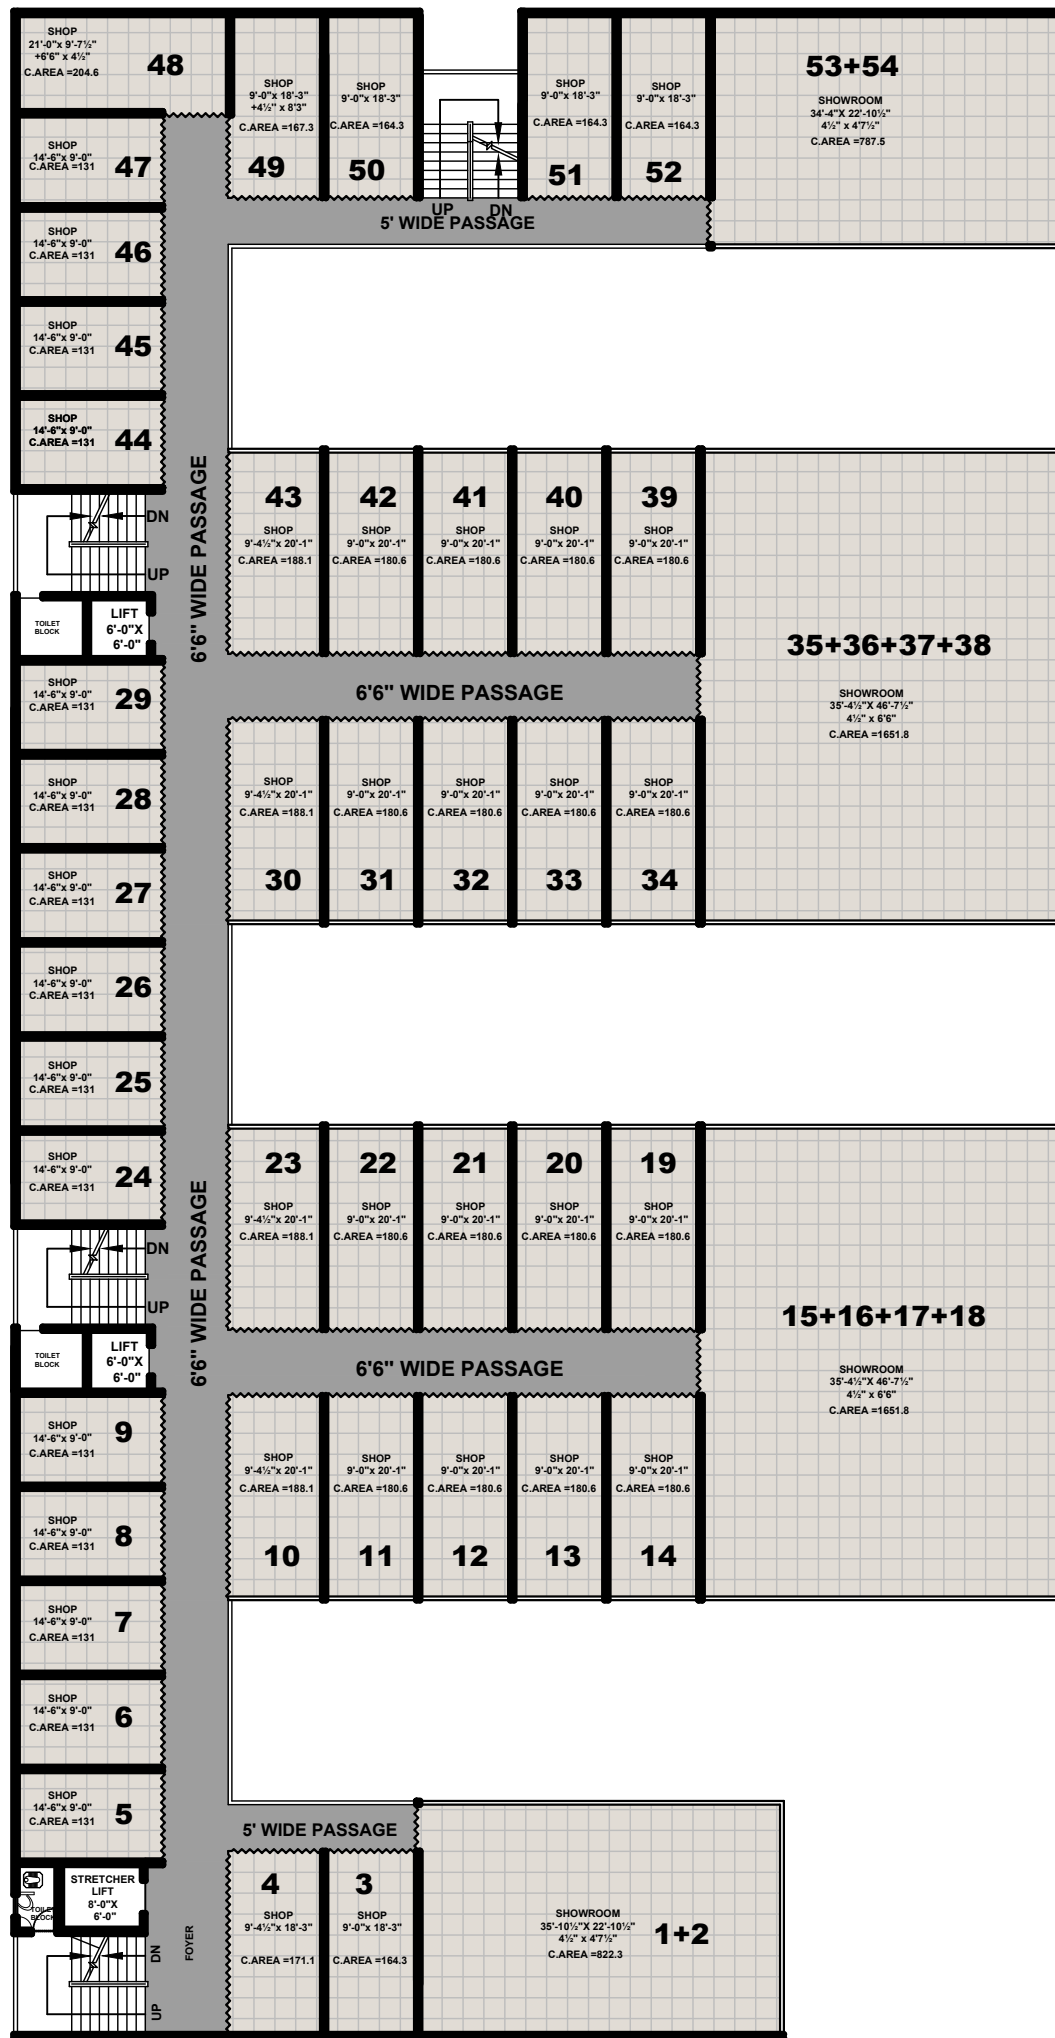 SHOP
21'-0"x 9'-7½"
+6'6" x 4½"
C.AREA =204.6
48
SHOP
9'-0"x 18'-3"
+4½" x 8'3"
C.AREA =167.3
49
SHOP
9'-0"x 18'-3"
C.AREA =164.3
50
SHOP
9'-0"x 18'-3"
C.AREA =164.3
51
SHOP
9'-0"x 18'-3"
C.AREA =164.3
52
53+54
SHOWROOM
34'-4"X 22'-10½"
4½" x 4'7½"
C.AREA =787.5
UP
DN
5' WIDE PASSAGE
SHOP
14'-6"x 9'-0"
C.AREA =131
47
SHOP
14'-6"x 9'-0"
C.AREA =131
46
SHOP
14'-6"x 9'-0"
C.AREA =131
45
SHOP
14'-6"x 9'-0"
C.AREA =131
44
DN
UP
TOILET
BLOCK
LIFT
6'-0"X
6'-0"
6'6" WIDE PASSAGE
43
SHOP
9'-4½"x 20'-1"
C.AREA =188.1
42
SHOP
9'-0"x 20'-1"
C.AREA =180.6
41
SHOP
9'-0"x 20'-1"
C.AREA =180.6
40
SHOP
9'-0"x 20'-1"
C.AREA =180.6
39
SHOP
9'-0"x 20'-1"
C.AREA =180.6
35+36+37+38
SHOWROOM
35'-4½"X 46'-7½"
4½" x 6'6"
C.AREA =1651.8
6'6" WIDE PASSAGE
SHOP
14'-6"x 9'-0"
C.AREA =131
29
SHOP
14'-6"x 9'-0"
C.AREA =131
28
SHOP
14'-6"x 9'-0"
C.AREA =131
27
SHOP
14'-6"x 9'-0"
C.AREA =131
26
SHOP
14'-6"x 9'-0"
C.AREA =131
25
SHOP
14'-6"x 9'-0"
C.AREA =131
24
SHOP
9'-4½"x 20'-1"
C.AREA =188.1
30
SHOP
9'-0"x 20'-1"
C.AREA =180.6
31
SHOP
9'-0"x 20'-1"
C.AREA =180.6
32
SHOP
9'-0"x 20'-1"
C.AREA =180.6
33
SHOP
9'-0"x 20'-1"
C.AREA =180.6
34
23
SHOP
9'-4½"x 20'-1"
C.AREA =188.1
22
SHOP
9'-0"x 20'-1"
C.AREA =180.6
21
SHOP
9'-0"x 20'-1"
C.AREA =180.6
20
SHOP
9'-0"x 20'-1"
C.AREA =180.6
19
SHOP
9'-0"x 20'-1"
C.AREA =180.6
6'6" WIDE PASSAGE
DN
UP
TOILET
BLOCK
LIFT
6'-0"X
6'-0"
15+16+17+18
SHOWROOM
35'-4½"X 46'-7½"
4½" x 6'6"
C.AREA =1651.8
6'6" WIDE PASSAGE
SHOP
14'-6"x 9'-0"
C.AREA =131
9
SHOP
14'-6"x 9'-0"
C.AREA =131
8
SHOP
14'-6"x 9'-0"
C.AREA =131
7
SHOP
14'-6"x 9'-0"
C.AREA =131
6
SHOP
14'-6"x 9'-0"
C.AREA =131
5
SHOP
9'-4½"x 20'-1"
C.AREA =188.1
10
SHOP
9'-0"x 20'-1"
C.AREA =180.6
11
SHOP
9'-0"x 20'-1"
C.AREA =180.6
12
SHOP
9'-0"x 20'-1"
C.AREA =180.6
13
SHOP
9'-0"x 20'-1"
C.AREA =180.6
14
5' WIDE PASSAGE
TOILET
BLOCK
STRETCHER
LIFT
8'-0"X
6'-0"
DN
UP
FOYER
4
SHOP
9'-4½"x 18'-3"
C.AREA =171.1
3
SHOP
9'-0"x 18'-3"
C.AREA =164.3
SHOWROOM
35'-10½"X 22'-10½"
4½" x 4'7½"
C.AREA =822.3
1+2